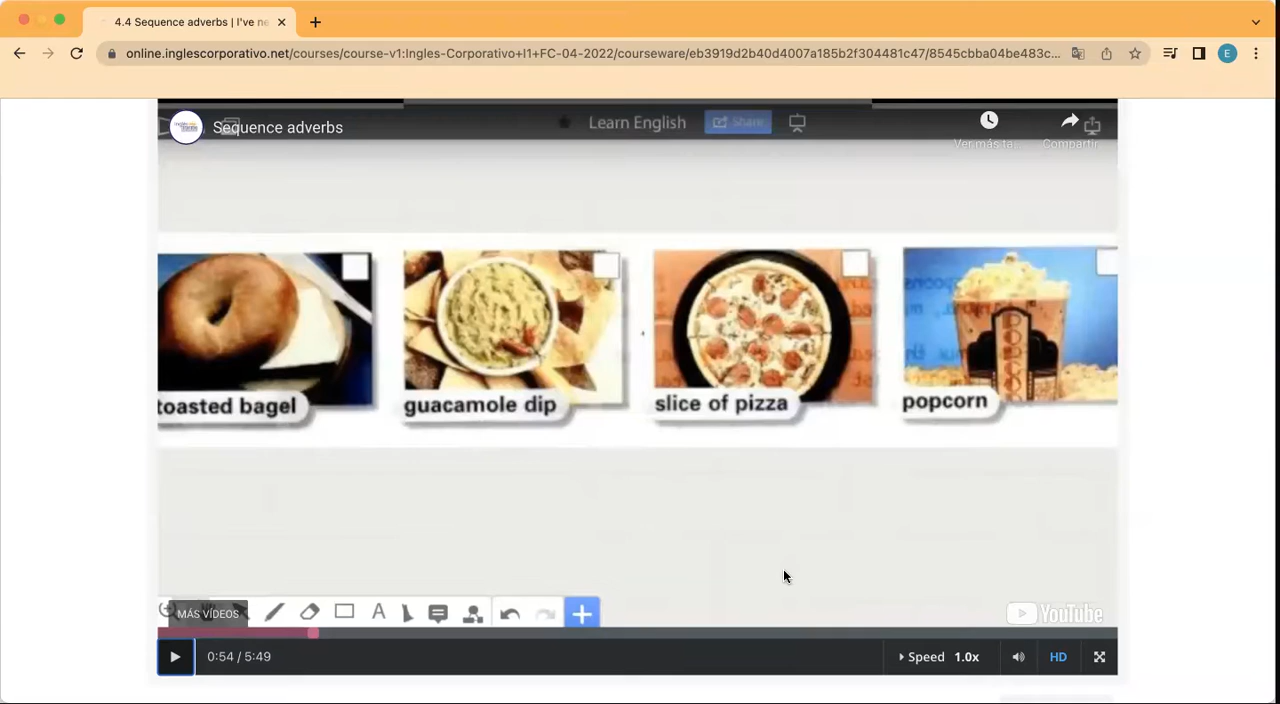 4.4 Sequence adverbs | I've ne
online.inglescorporativo.net/courses/course-v1:Ingles-Corporativo+I1+FC-04-2022/courseware/eb3919d2b40d4007a185b2f304481c47/8545cbba04be483c...
E
Sequence adverbs
Learn English
Share
Ver más ta
Compartir
toasted bagel
guacamole dip
slice of pizza
popcorn
MÁS VÍDEOS
A
YouTube
0:54 / 5:49
Speed 1.0x
HD